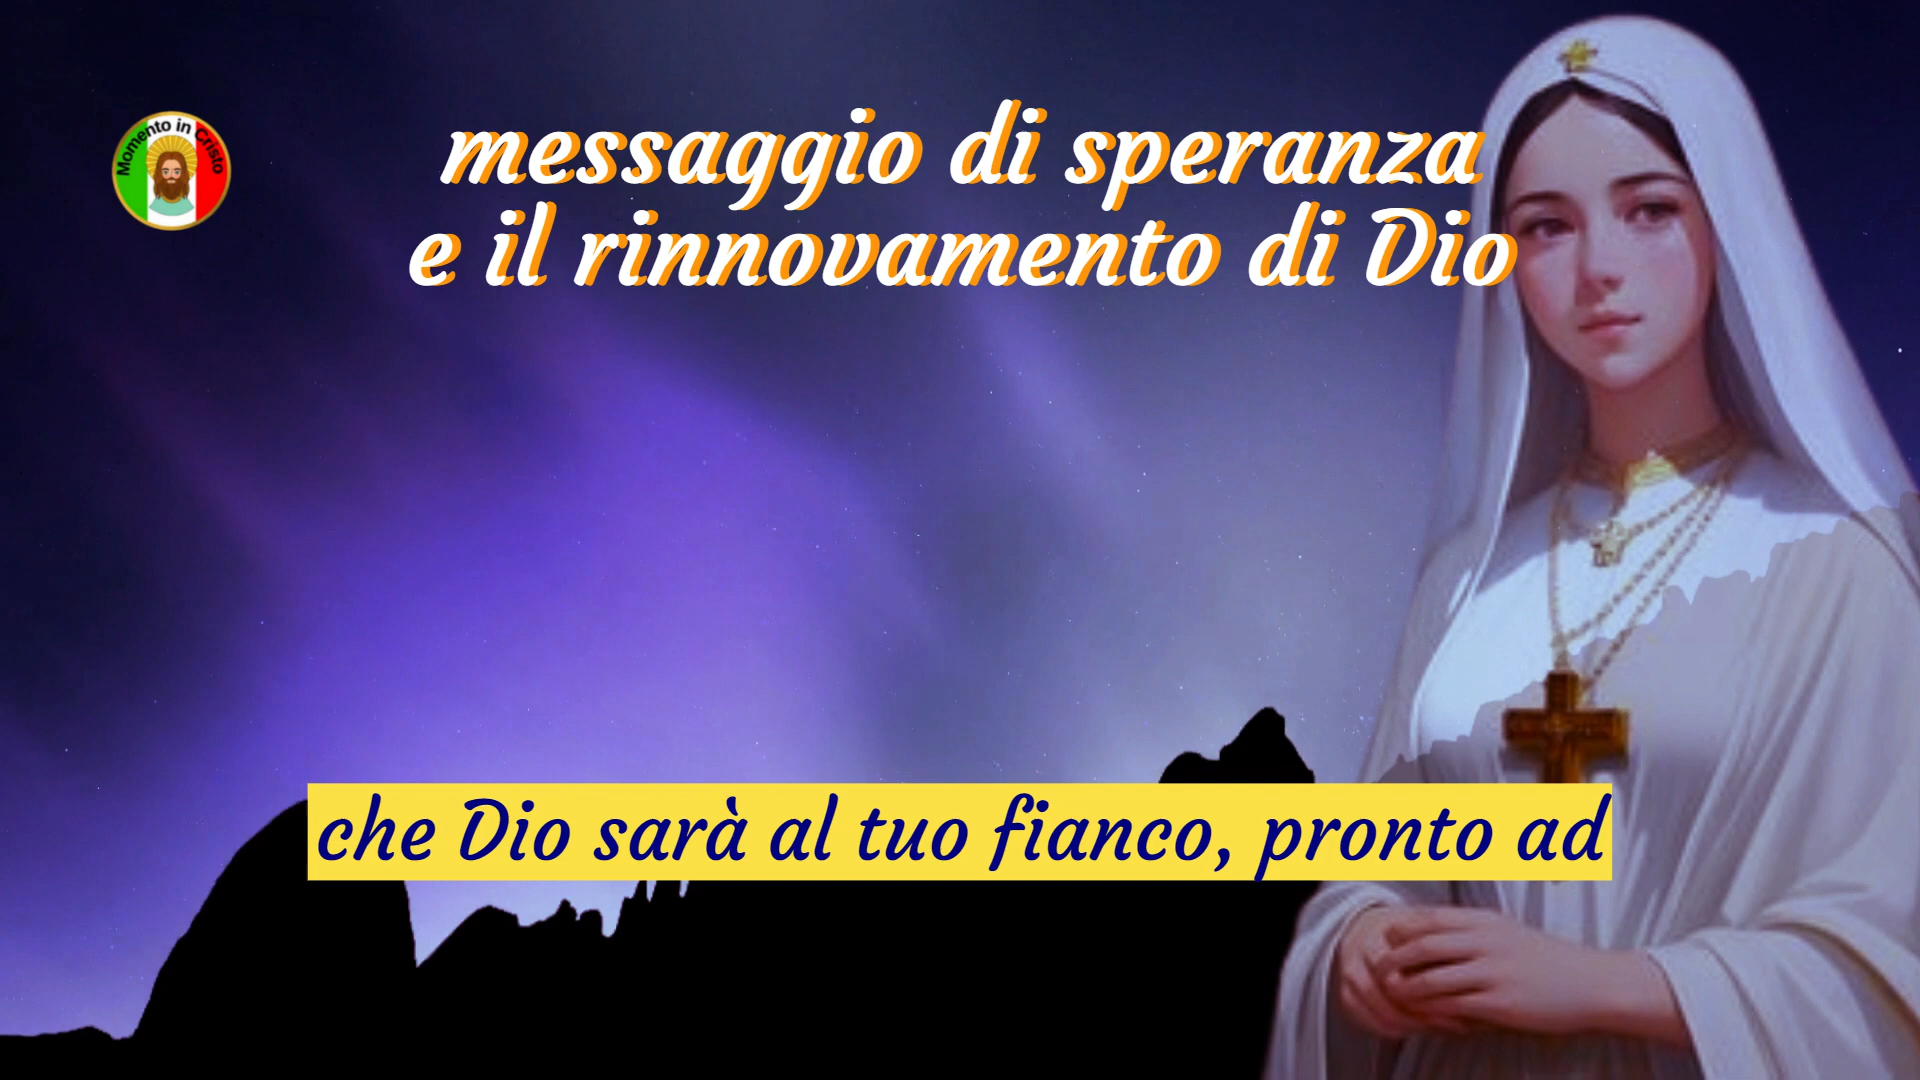 Momento in Cristo
messaggio di speranza
e il rinnovamento di Dio
che Dio sarà al tuo fianco, pronto ad